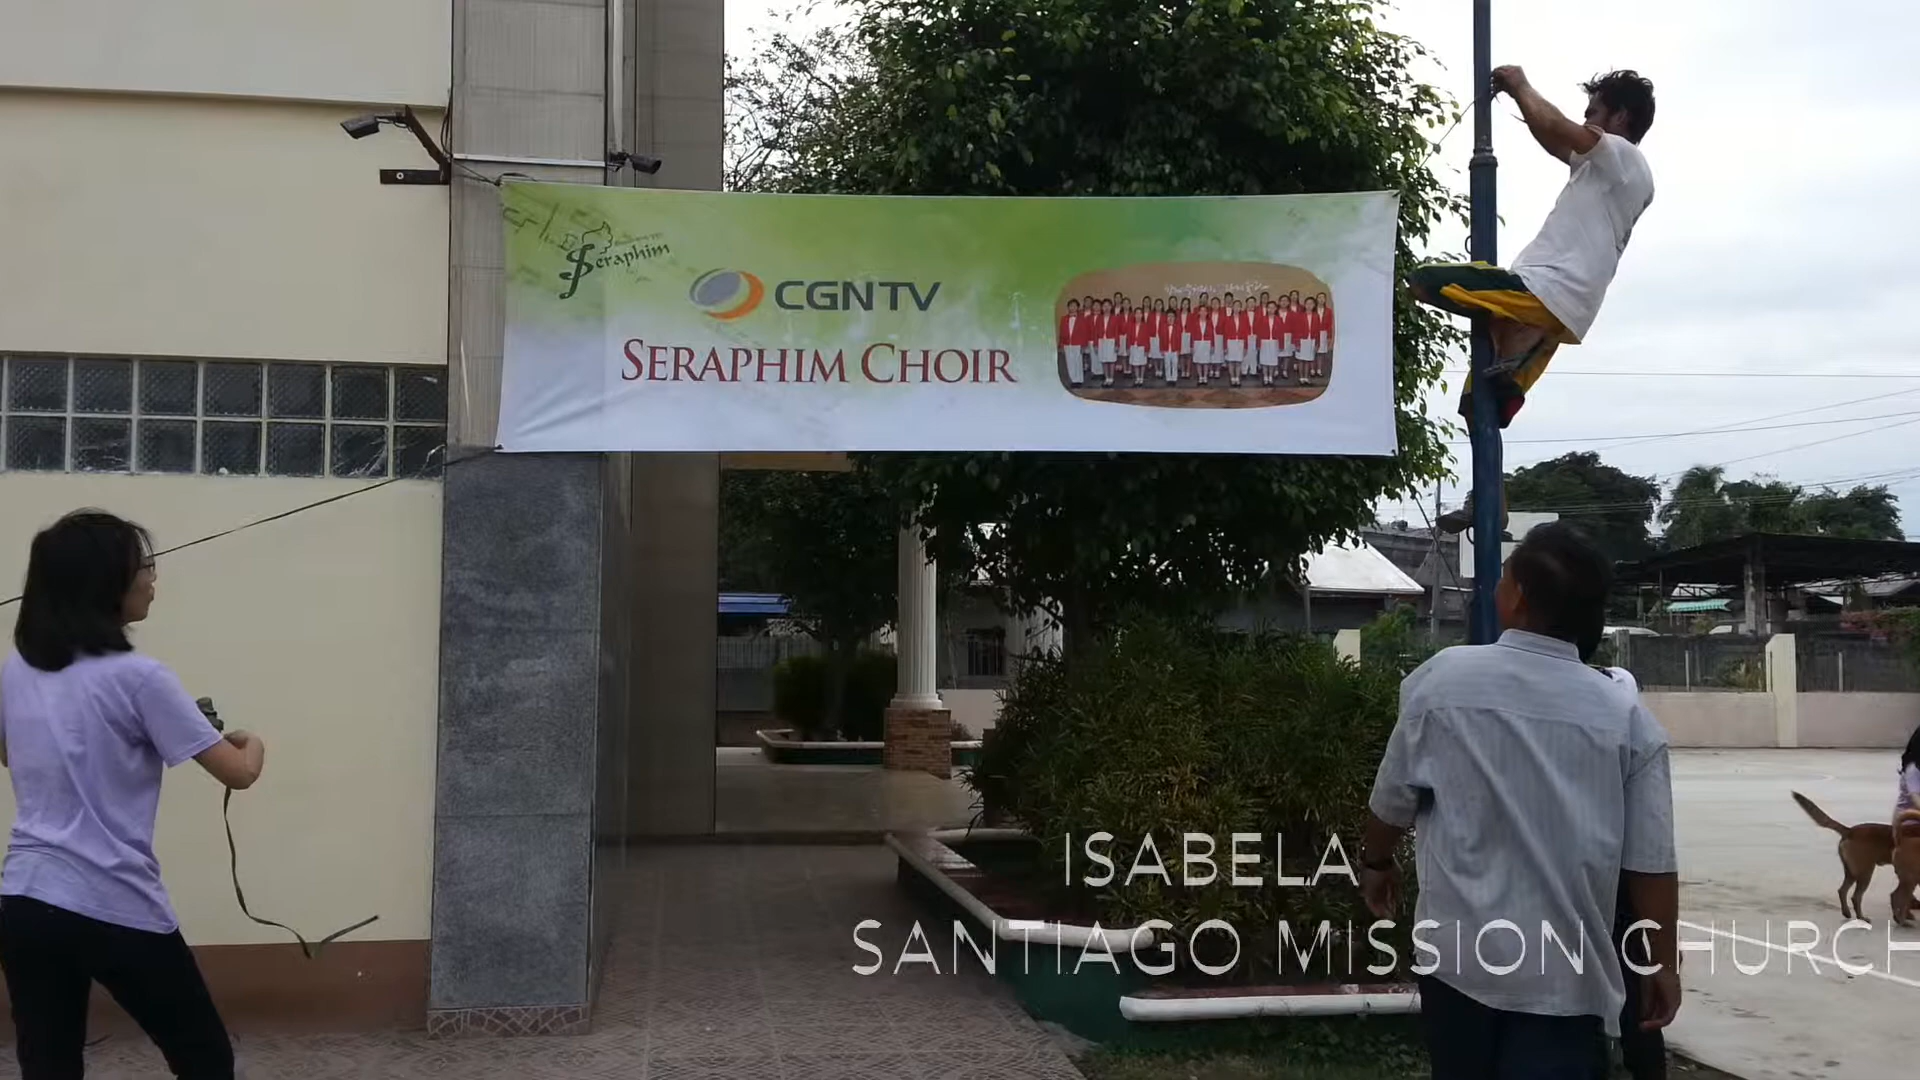 Seraphim
CGNTV
SERAPHIM CHOIR
ISABELA
SANTIAGO MISSION CHURCH